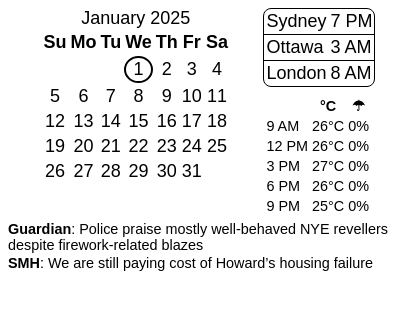 January 2025
Su Mo Tu We Th Fr Sa
1 2 3 4
5 6 7 8 9 10 11
12 13 14 15 16 17 18
19 20 21 22 23 24 25
26 27 28 29 30 31
Sydney 7 PM
Ottawa 3 AM
London 8 AM
°C ☂
9 AM 26°C 0%
12 PM 26°C 0%
3 PM 27°C 0%
6 PM 26°C 0%
9 PM 25°C 0%
Guardian: Police praise mostly well-behaved NYE revellers
despite firework-related blazes
SMH: We are still paying cost of Howard’s housing failure